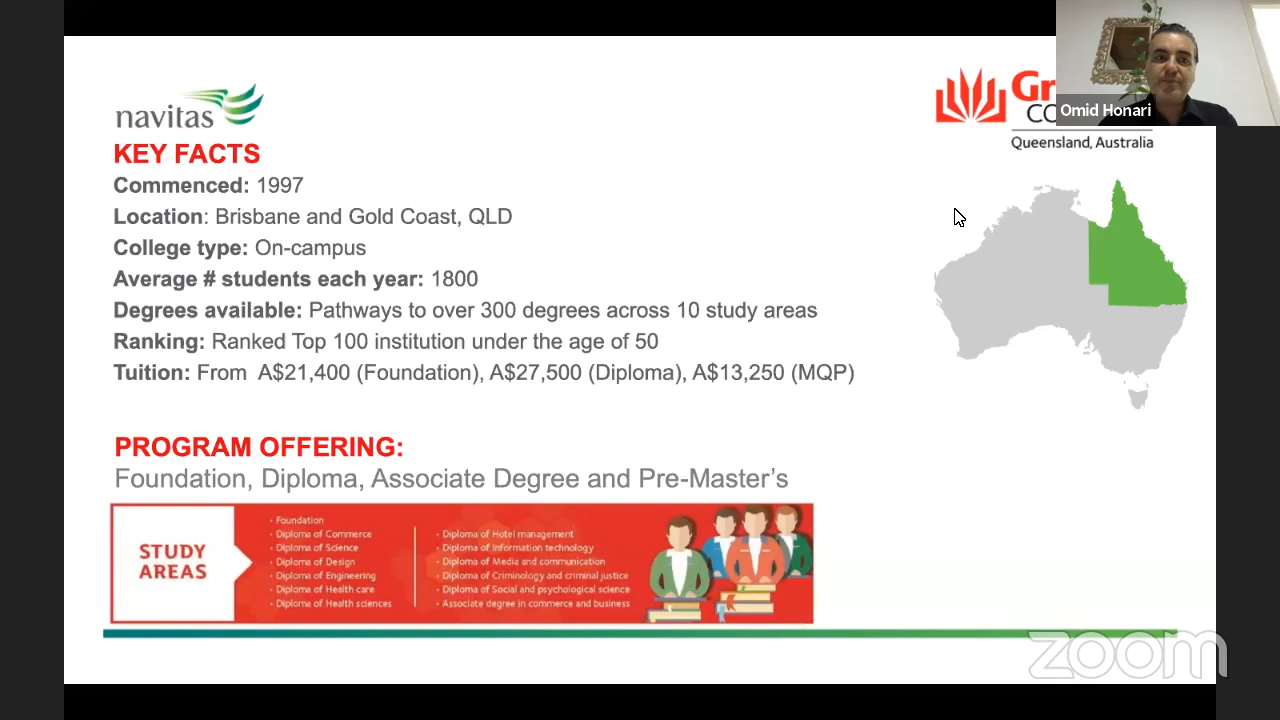 navitas
Gr
CO
Omid Honari
Queensland, Australia
KEY FACTS
Commenced: 1997
Location: Brisbane and Gold Coast, QLD
College type: On-campus
Average # students each year: 1800
Degrees available: Pathways to over 300 degrees across 10 study areas
Ranking: Ranked Top 100 institution under the age of 50
Tuition: From A$21,400 (Foundation), A$27,500 (Diploma), A$13,250 (MQP)
PROGRAM OFFERING:
Foundation, Diploma, Associate Degree and Pre-Master’s
STUDY
AREAS
· Foundation
· Diploma of Commerce
· Diploma of Science
· Diploma of Design
· Diploma of Engineering
· Diploma of Health care
· Diploma of Health sciences
· Diploma of Hotel management
· Diploma of Information technology
· Diploma of Media and communication
· Diploma of Criminology and criminal justice
· Diploma of Social and psychological science
· Associate degree in commerce and business
zoom